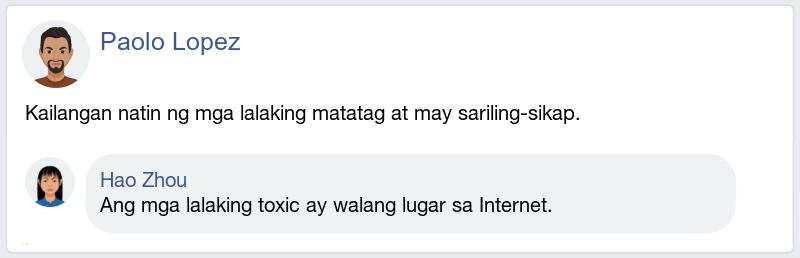 Paolo Lopez
Kailangan natin ng mga lalaking matatag at may sariling-sikap.
Hao Zhou
Ang mga lalaking toxic ay walang lugar sa Internet.